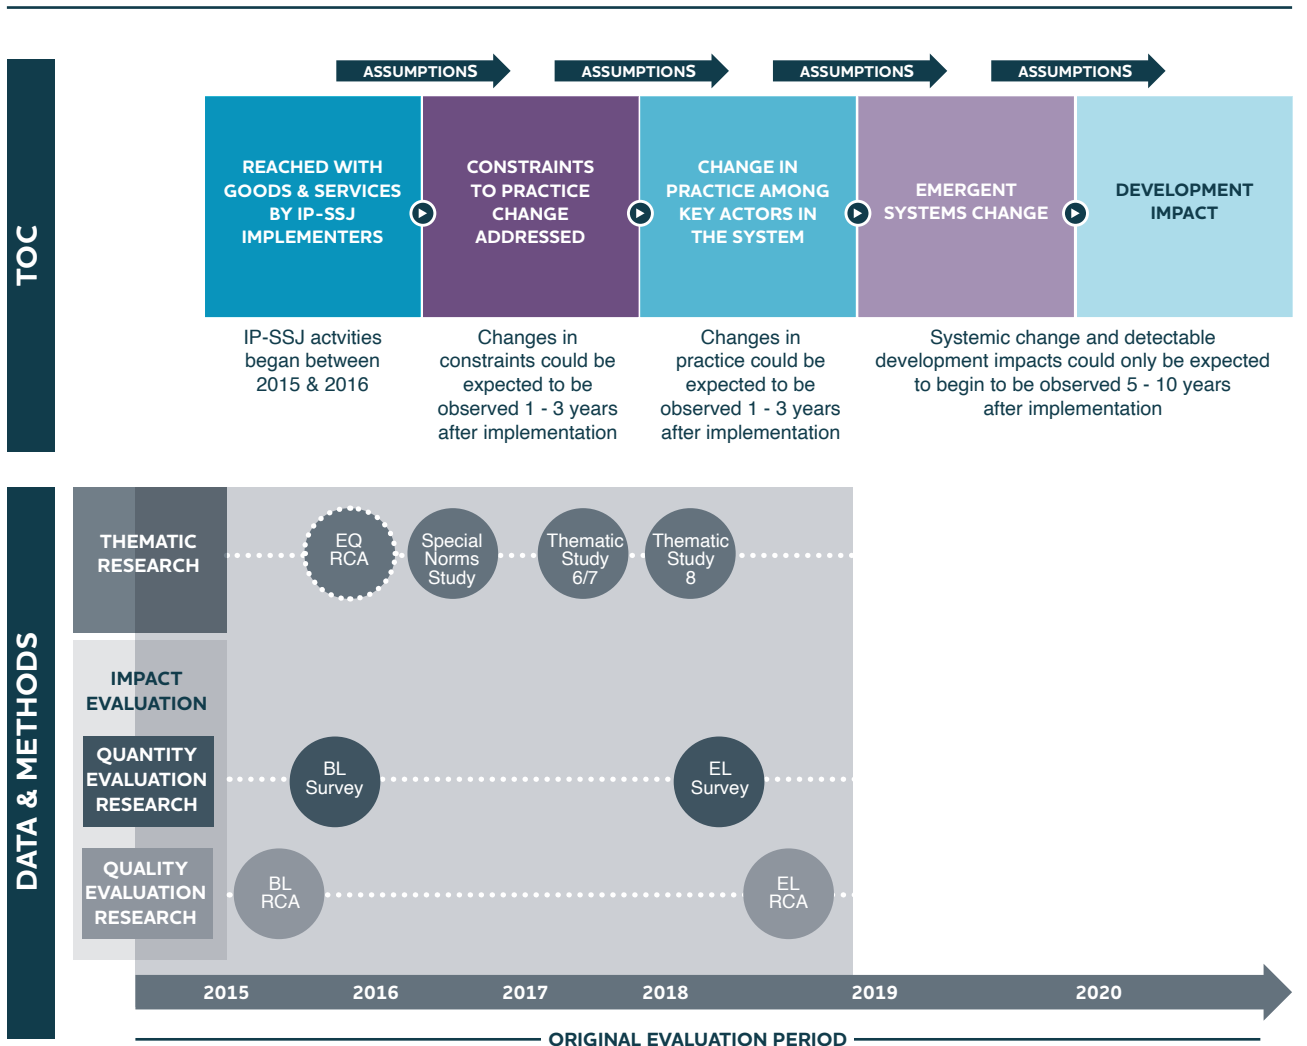 TOC
ASSUMPTIONS
ASSUMPTIONS
ASSUMPTIONS
ASSUMPTIONS
REACHED WITH
GOODS & SERVICES
BY IP-SSJ
IMPLEMENTERS
CONSTRAINTS
TO PRACTICE
CHANGE
ADDRESSED
CHANGE IN
PRACTICE AMONG
KEY ACTORS IN
THE SYSTEM
EMERGENT
SYSTEMS CHANGE
DEVELOPMENT
IMPACT
IP-SSJ actvities
began between
2015 & 2016
Changes in
constraints could be
expected to be
observed 1 - 3 years
after implementation
Changes in
practice could be
expected to be
observed 1 - 3 years
after implementation
Systemic change and detectable
development impacts could only be expected
to begin to be observed 5 - 10 years
after implementation
DATA & METHODS
THEMATIC
RESEARCH
EQ
RCA
Special
Norms
Study
Thematic
Study
6/7
Thematic
Study
8
IMPACT
EVALUATION
QUANTITY
EVALUATION
RESEARCH
BL
Survey
EL
Survey
QUALITY
EVALUATION
RESEARCH
BL
RCA
EL
RCA
2015 2016 2017 2018 2019 2020
ORIGINAL EVALUATION PERIOD